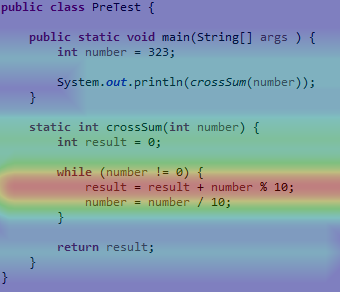 public class PreTest {
public static void main(String[] args ) {
int number = 323;
System.out.println(crossSum(number));
}
static int crossSum(int number) {
int result = 0;
while (number != 0) {
result = result + number % 10;
number = number / 10;
}
return result;
}
}